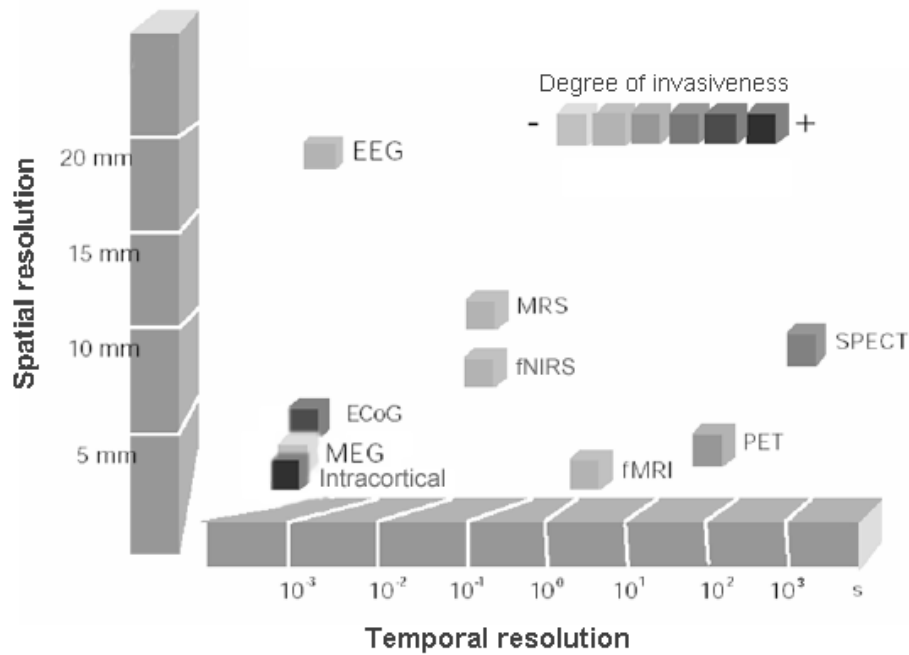 Degree of invasiveness
- +
EEG
20 mm
15 mm
MRS
SPECT
10 mm
fNIRS
ECoG
MEG
PET
5 mm
fMRI
Intracortical
Spatial resolution
10⁻³ 10⁻² 10⁻¹ 10⁰ 10¹ 10² 10³ s
Temporal resolution